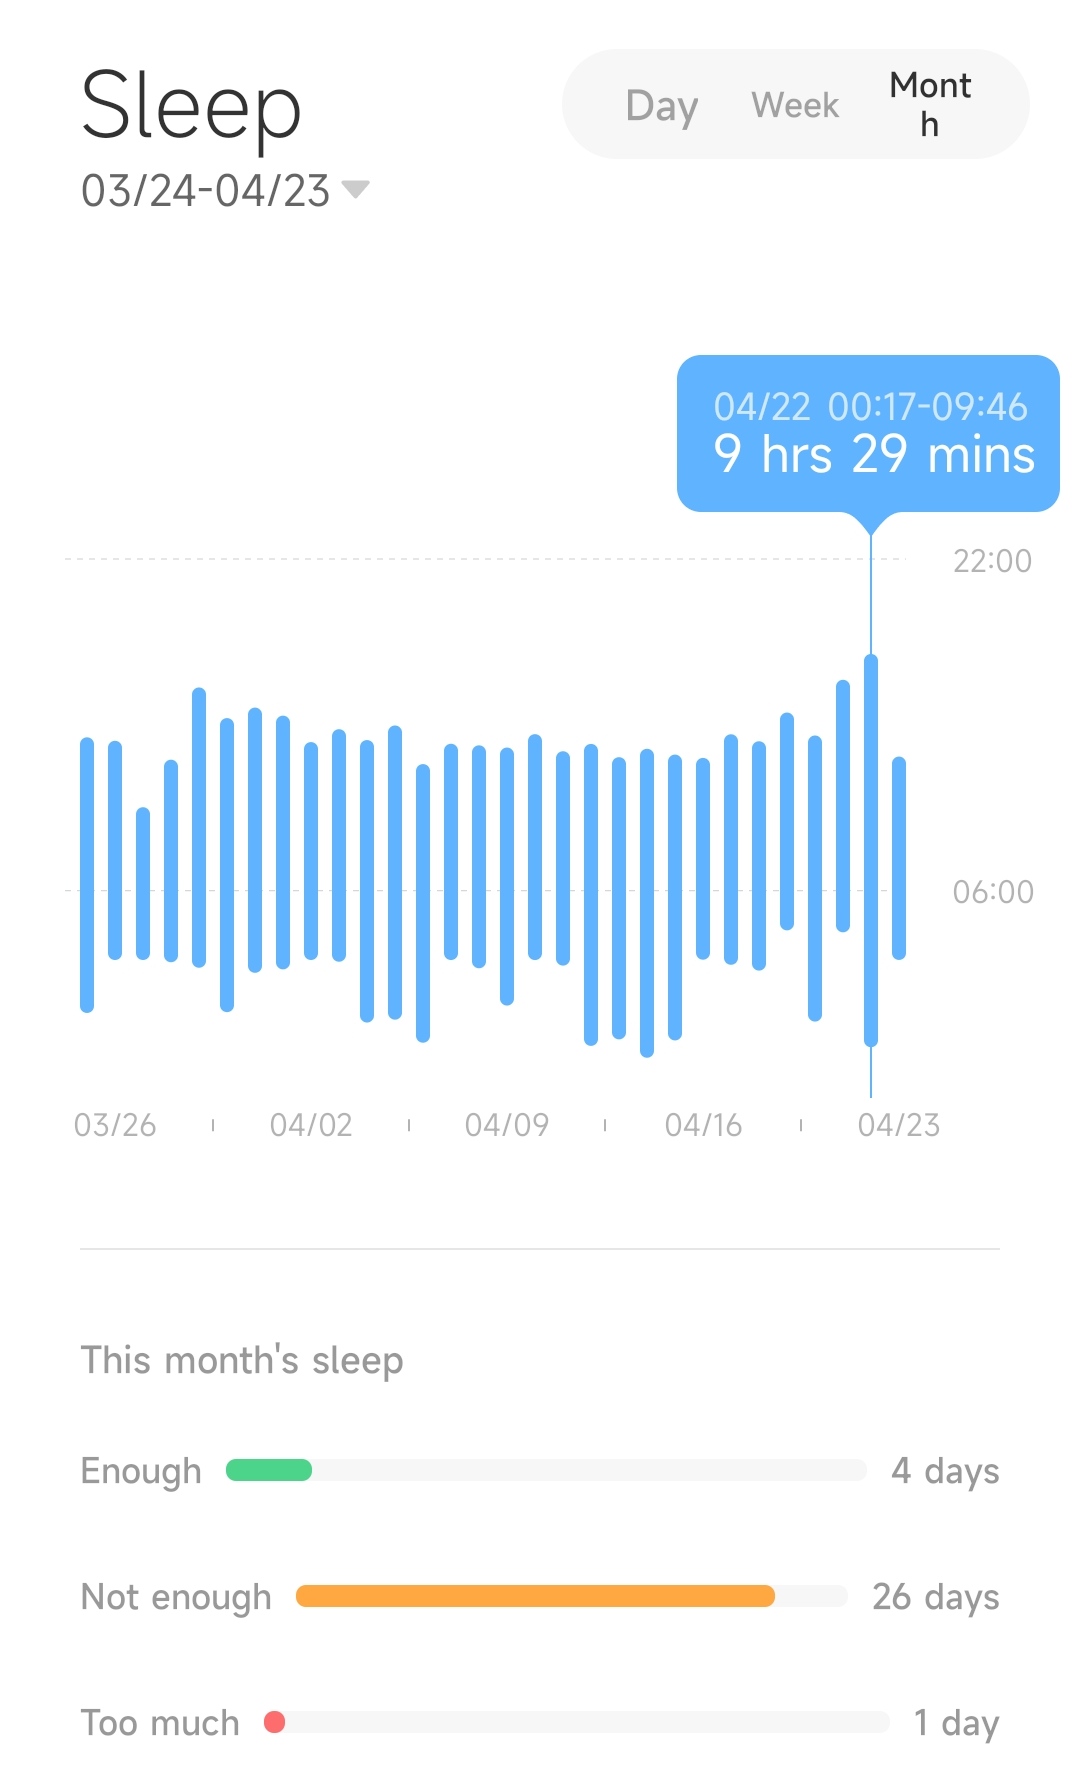 Sleep
03/24-04/23
Day
Week
Mont
h
04/22 00:17-09:46
9 hrs 29 mins
22:00
06:00
03/26
04/02
04/09
04/16
04/23
This month's sleep
Enough 4 days
Not enough 26 days
Too much 1 day